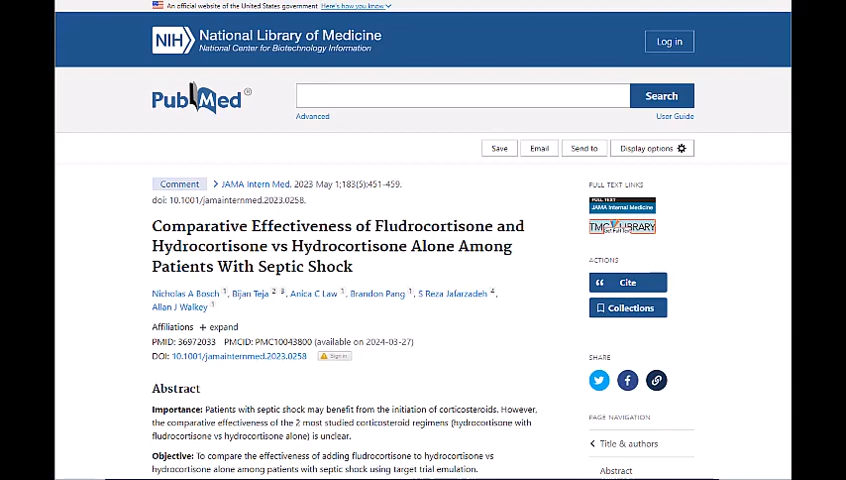 An official website of the United States government Here's how you know
NIH National Library of Medicine
National Center for Biotechnology Information
Log in
PubMed®
Search
Advanced
User Guide
Save
Email
Send to
Display options
Comment
JAMA Intern Med. 2023 May 1;183(5):451-459.
doi: 10.1001/jamainternmed.2023.0258.
Comparative Effectiveness of Fludrocortisone and
Hydrocortisone vs Hydrocortisone Alone Among
Patients With Septic Shock
Nicholas A Bosch 1, Bijan Teja 2 3, Anica C Law 1, Brandon Pang 1, S Reza Jafarzadeh 4,
Allan J Walkey 1
Affiliations + expand
PMID: 36972033 PMCID: PMC10043800 (available on 2024-03-27)
DOI: 10.1001/jamainternmed.2023.0258 Sign in
Abstract
Importance: Patients with septic shock may benefit from the initiation of corticosteroids. However,
the comparative effectiveness of the 2 most studied corticosteroid regimens (hydrocortisone with
fludrocortisone vs hydrocortisone alone) is unclear.
Objective: To compare the effectiveness of adding fludrocortisone to hydrocortisone vs
hydrocortisone alone among patients with septic shock using target trial emulation.
FULL TEXT LINKS
FULL TEXT
JAMA Internal Medicine
TMC LIBRARY
ACTIONS
Cite
Collections
SHARE
PAGE NAVIGATION
Title & authors
Abstract